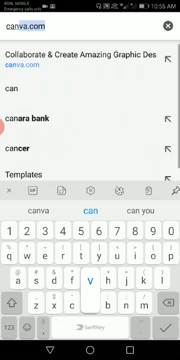 BSNL MOBILE
Emergency calls only
10:55 AM
canva.com
Collaborate & Create Amazing Graphic Des
canva.com
can
canara bank
cancer
Templates
GIF
canva can can you
1 2 3 4 5 6 7 8 9 0
q w e r t y u i o p
a s d f v h j k l
z x c b n m
123 , SwiftKey .